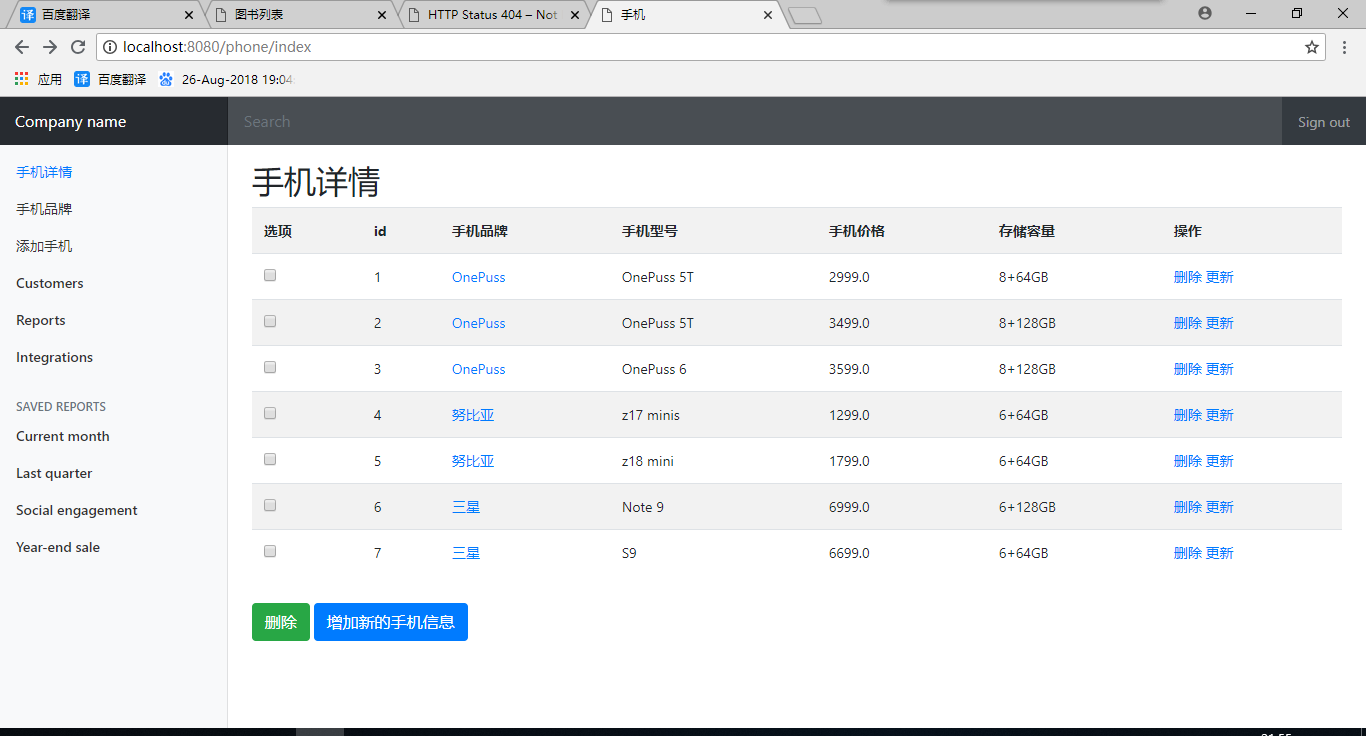 百度翻译 图书列表 HTTP Status 404 – Not 手机
localhost:8080/phone/index
应用 译 百度翻译 26-Aug-2018 19:04
Company name Search Sign out
手机详情
手机品牌
添加手机
Customers
Reports
Integrations
SAVED REPORTS
Current month
Last quarter
Social engagement
Year-end sale
手机详情
选项 id 手机品牌 手机型号 手机价格 存储容量 操作
1 OnePuss OnePuss 5T 2999.0 8+64GB 删除 更新
2 OnePuss OnePuss 5T 3499.0 8+128GB 删除 更新
3 OnePuss OnePuss 6 3599.0 8+128GB 删除 更新
4 努比亚 z17 minis 1299.0 6+64GB 删除 更新
5 努比亚 z18 mini 1799.0 6+64GB 删除 更新
6 三星 Note 9 6999.0 6+128GB 删除 更新
7 三星 S9 6699.0 6+64GB 删除 更新
删除 增加新的手机信息